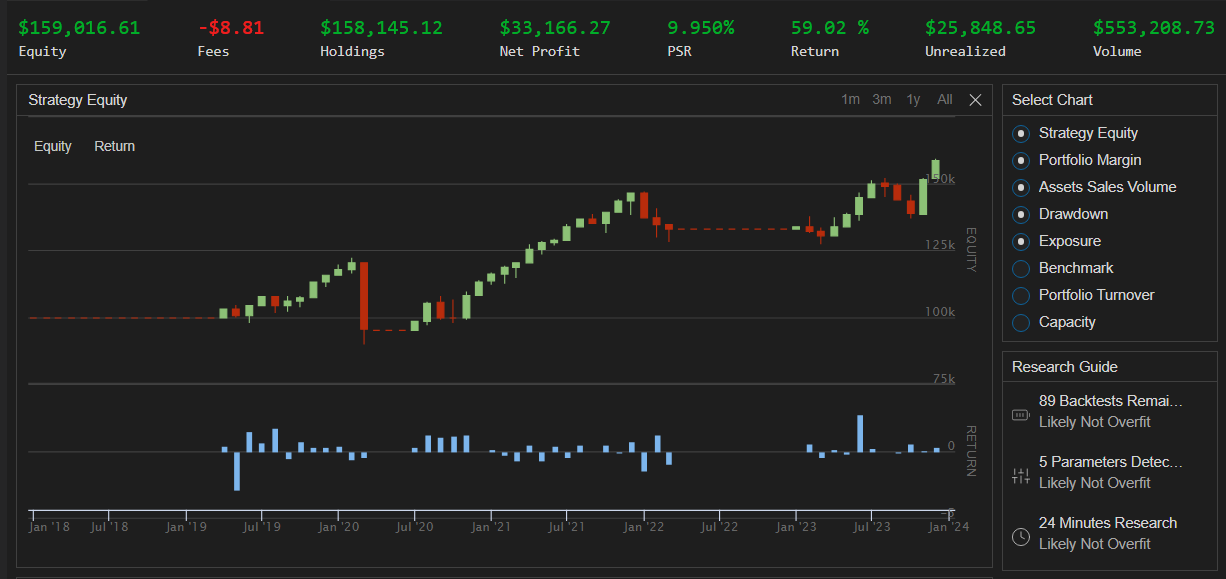 $159,016.61 -$8.81 $158,145.12 $33,166.27 9.950% 59.02 % $25,848.65 $553,208.73
Equity Fees Holdings Net Profit PSR Return Unrealized Volume
Strategy Equity 1m 3m 1y All
Equity Return
150k
125k
100k
75k
EQUITY
0
-5
RETURN
Jan '18 Jul '18 Jan '19 Jul '19 Jan '20 Jul '20 Jan '21 Jul '21 Jan '22 Jul '22 Jan '23 Jul '23 Jan '24
Select Chart
Strategy Equity
Portfolio Margin
Assets Sales Volume
Drawdown
Exposure
Benchmark
Portfolio Turnover
Capacity
Research Guide
89 Backtests Remai...
Likely Not Overfit
5 Parameters Detec...
Likely Not Overfit
24 Minutes Research
Likely Not Overfit